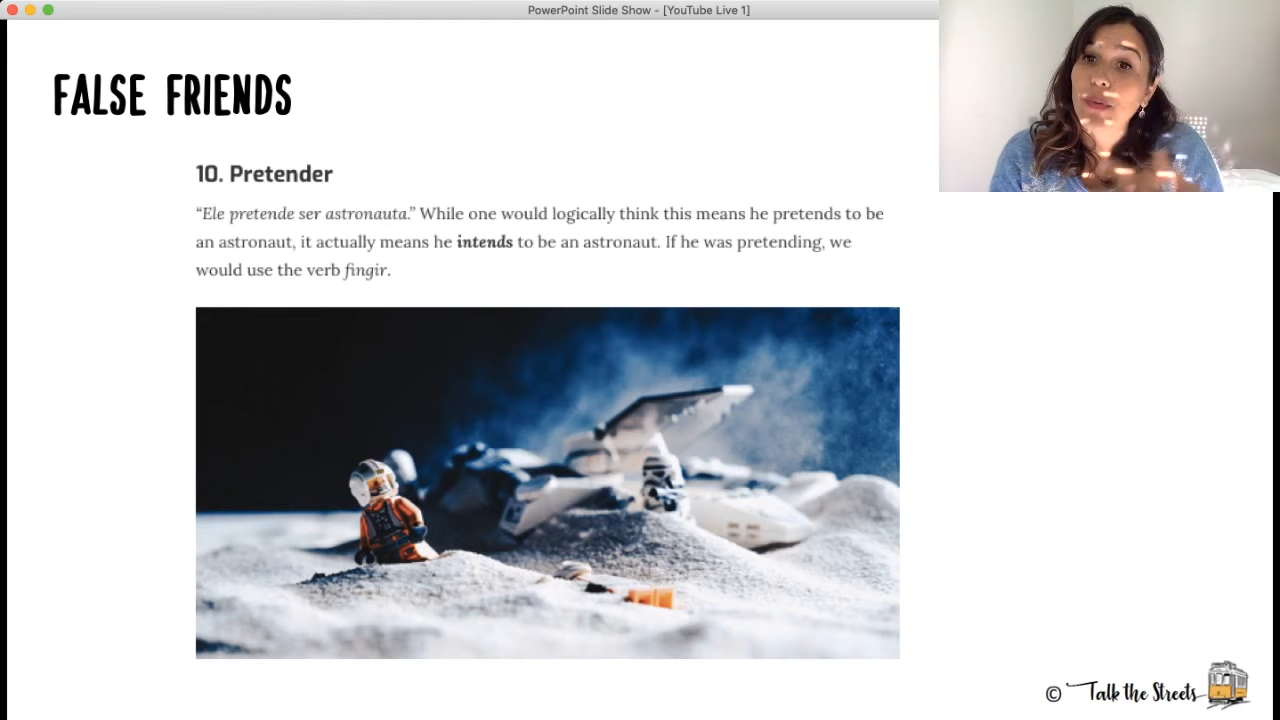 PowerPoint Slide Show - [YouTube Live 1]
FALSE FRIENDS
10. Pretender
“Ele pretende ser astronauta.” While one would logically think this means he pretends to be
an astronaut, it actually means he intends to be an astronaut. If he was pretending, we
would use the verb fingir.
© Talk the Streets